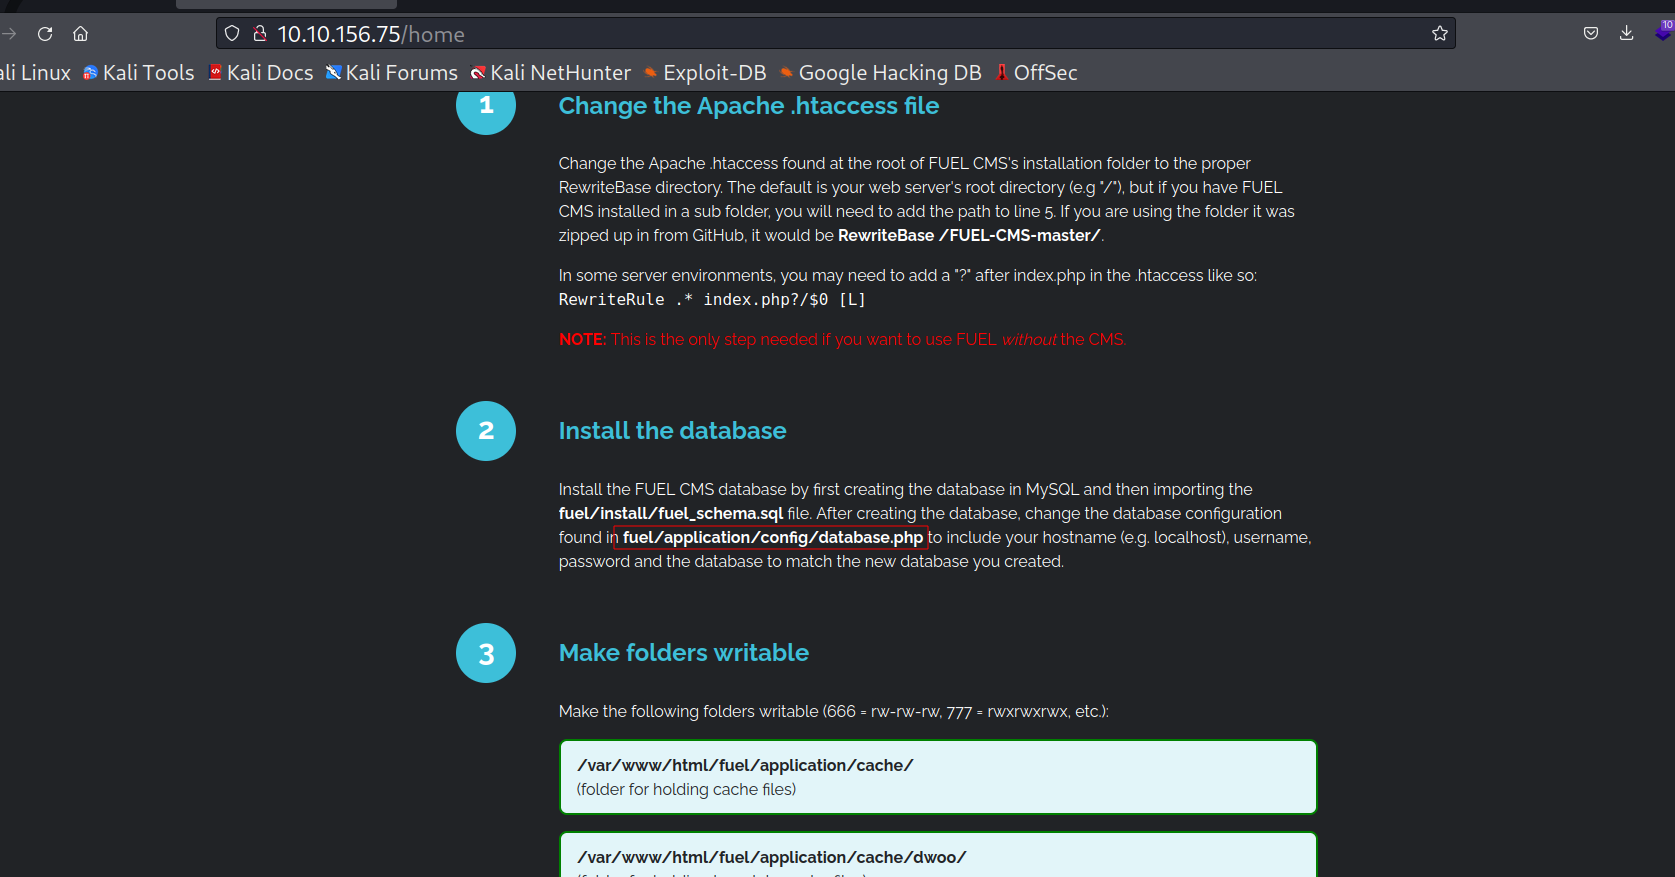 10.10.156.75/home
10
ali Linux Kali Tools Kali Docs Kali Forums Kali NetHunter Exploit-DB Google Hacking DB OffSec
1 Change the Apache .htaccess file
Change the Apache .htaccess found at the root of FUEL CMS's installation folder to the proper
RewriteBase directory. The default is your web server's root directory (e.g "/"), but if you have FUEL
CMS installed in a sub folder, you will need to add the path to line 5. If you are using the folder it was
zipped up in from GitHub, it would be RewriteBase /FUEL-CMS-master/.
In some server environments, you may need to add a "?" after index.php in the .htaccess like so:
RewriteRule .* index.php?/$0 [L]
NOTE: This is the only step needed if you want to use FUEL without the CMS.
2 Install the database
Install the FUEL CMS database by first creating the database in MySQL and then importing the
fuel/install/fuel_schema.sql file. After creating the database, change the database configuration
found in fuel/application/config/database.php to include your hostname (e.g. localhost), username,
password and the database to match the new database you created.
3 Make folders writable
Make the following folders writable (666 = rw-rw-rw, 777 = rwxrwxrwx, etc.):
/var/www/html/fuel/application/cache/
(folder for holding cache files)
/var/www/html/fuel/application/cache/dwoo/